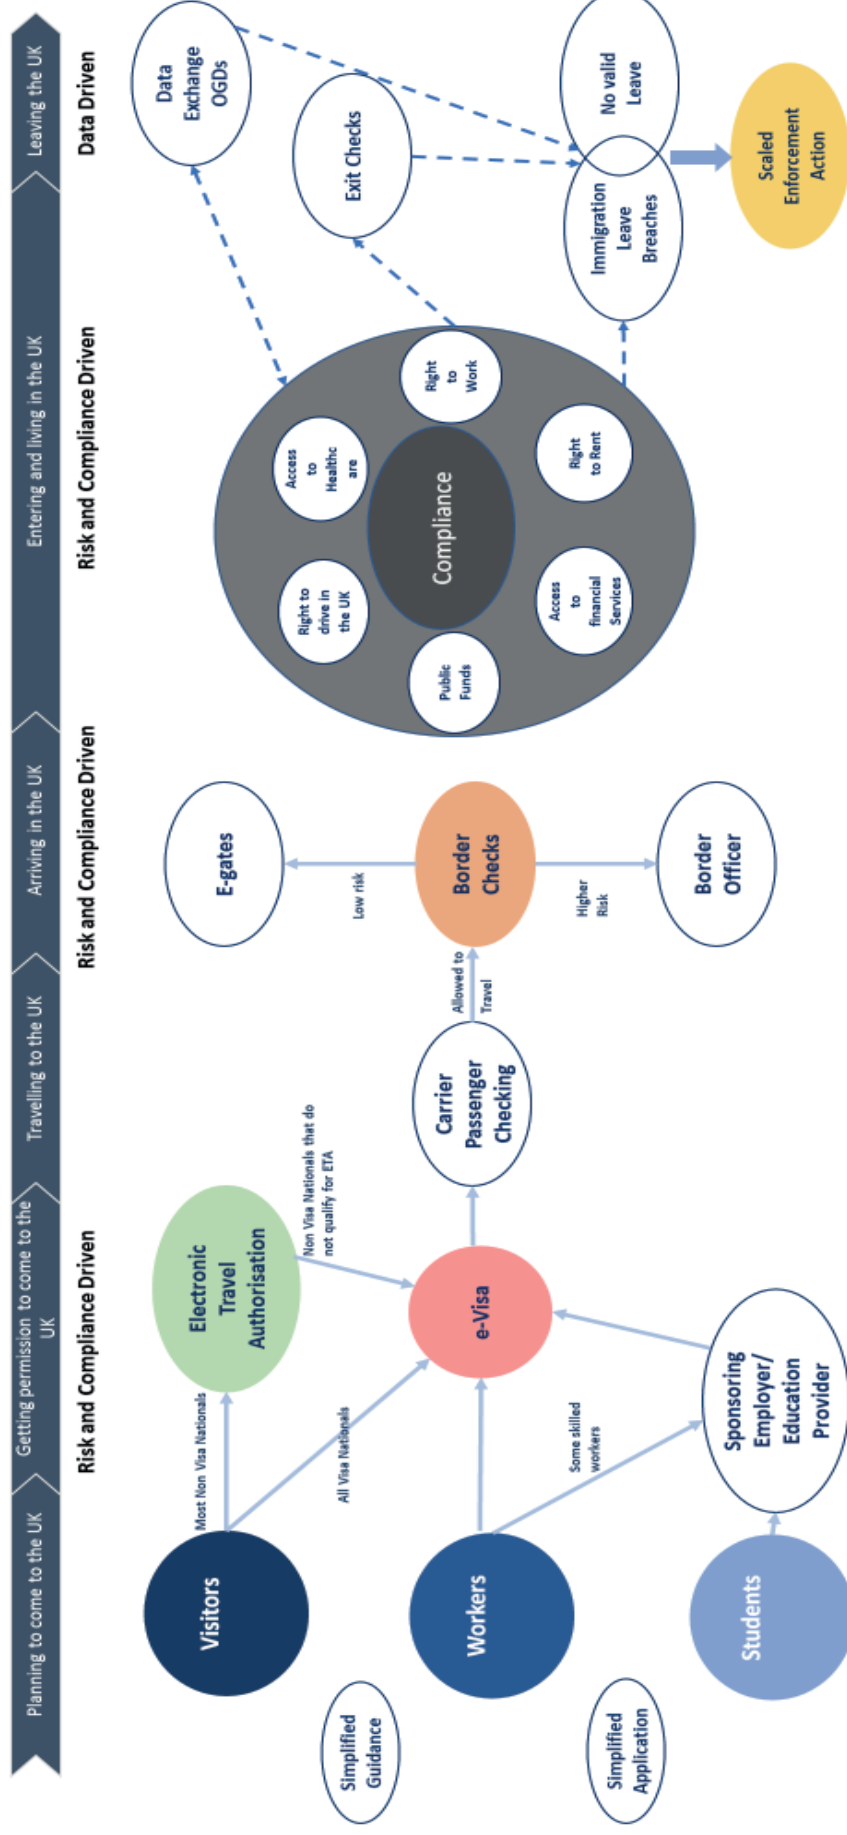 Planning to come to the UK
Getting permission to come to the
UK
Travelling to the UK
Arriving in the UK
Entering and living in the UK
Leaving the UK
Risk and Compliance Driven
Risk and Compliance Driven
Risk and Compliance Driven
Data Driven
Simplified
Guidance
Simplified
Application
Visitors
Workers
Students
Most Non Visa Nationals
All Visa Nationals
Some skilled
workers
Electronic
Travel
Authorisation
Non Visa Nationals that do
not qualify for ETA
e-Visa
Sponsoring
Employer/
Education
Provider
Carrier
Passenger
Checking
Allowed to
Travel
E-gates
Low risk
Border
Checks
Higher
Risk
Border
Officer
Right to
drive in
the UK
Access
to
Healthc
are
Public
Funds
Compliance
Right
to
Work
Access
to
financial
Services
Right
to Rent
Data
Exchange
OGDs
Exit Checks
Immigration
Leave
Breaches
No valid
Leave
Scaled
Enforcement
Action